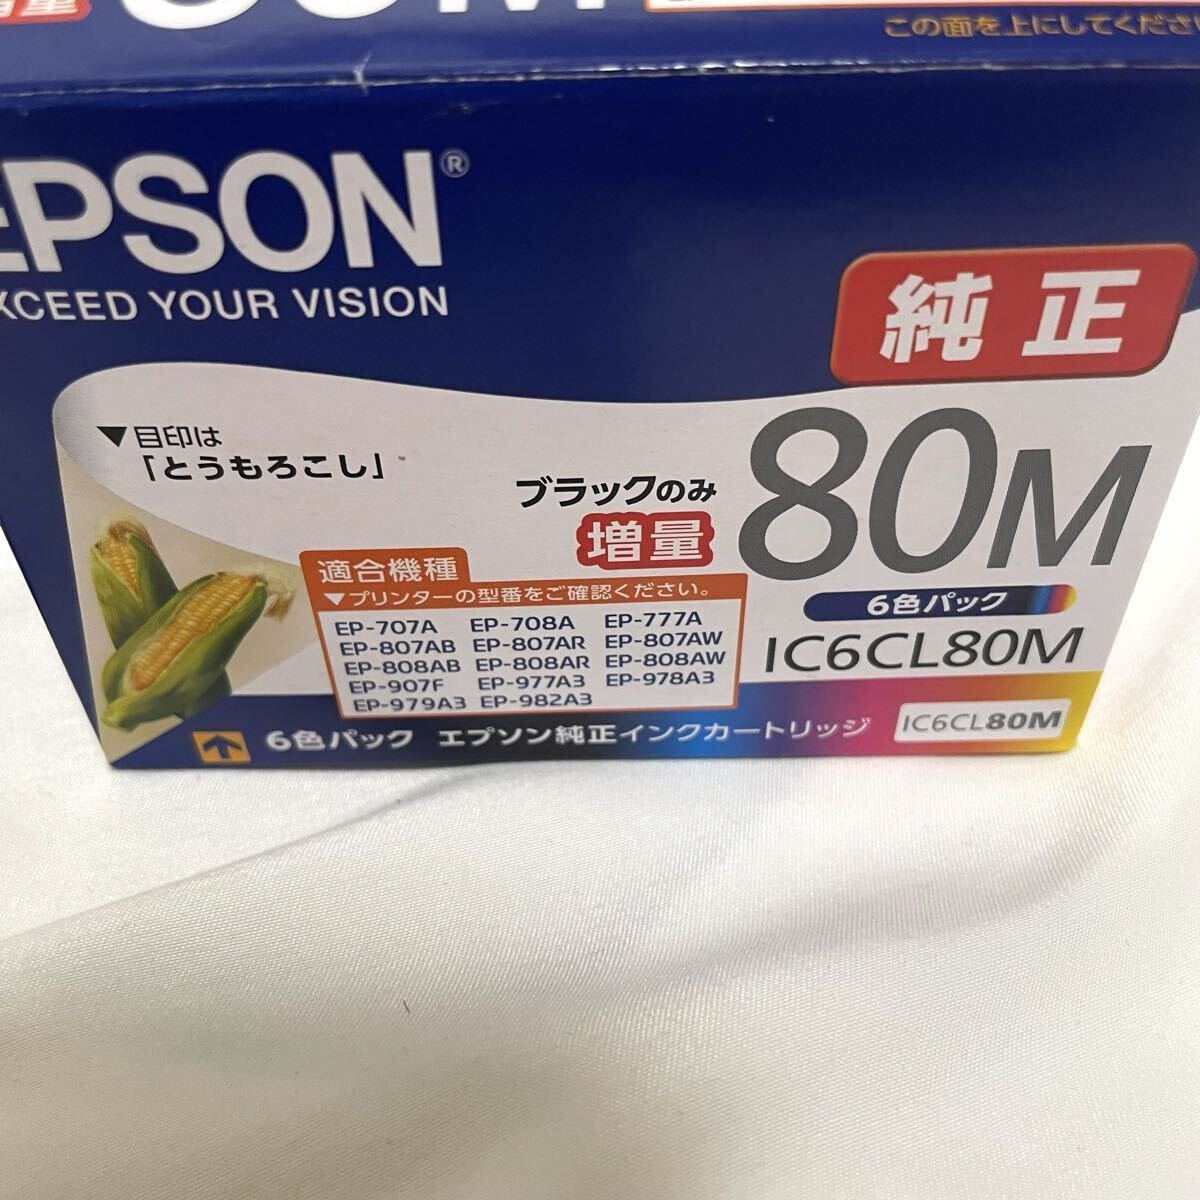 増量
80M
この面を上にしてください
EPSON®
EXCEED YOUR VISION
純正
▼目印は
「とうもろこし」
ブラックのみ
増量
80M
6色パック
IC6CL80M
適合機種
▼プリンターの型番をご確認ください。
EP-707A EP-708A EP-777A
EP-807AB EP-807AR EP-807AW
EP-808AB EP-808AR EP-808AW
EP-907F EP-977A3 EP-978A3
EP-979A3 EP-982A3
6色パック エプソン純正インクカートリッジ
IC6CL80M